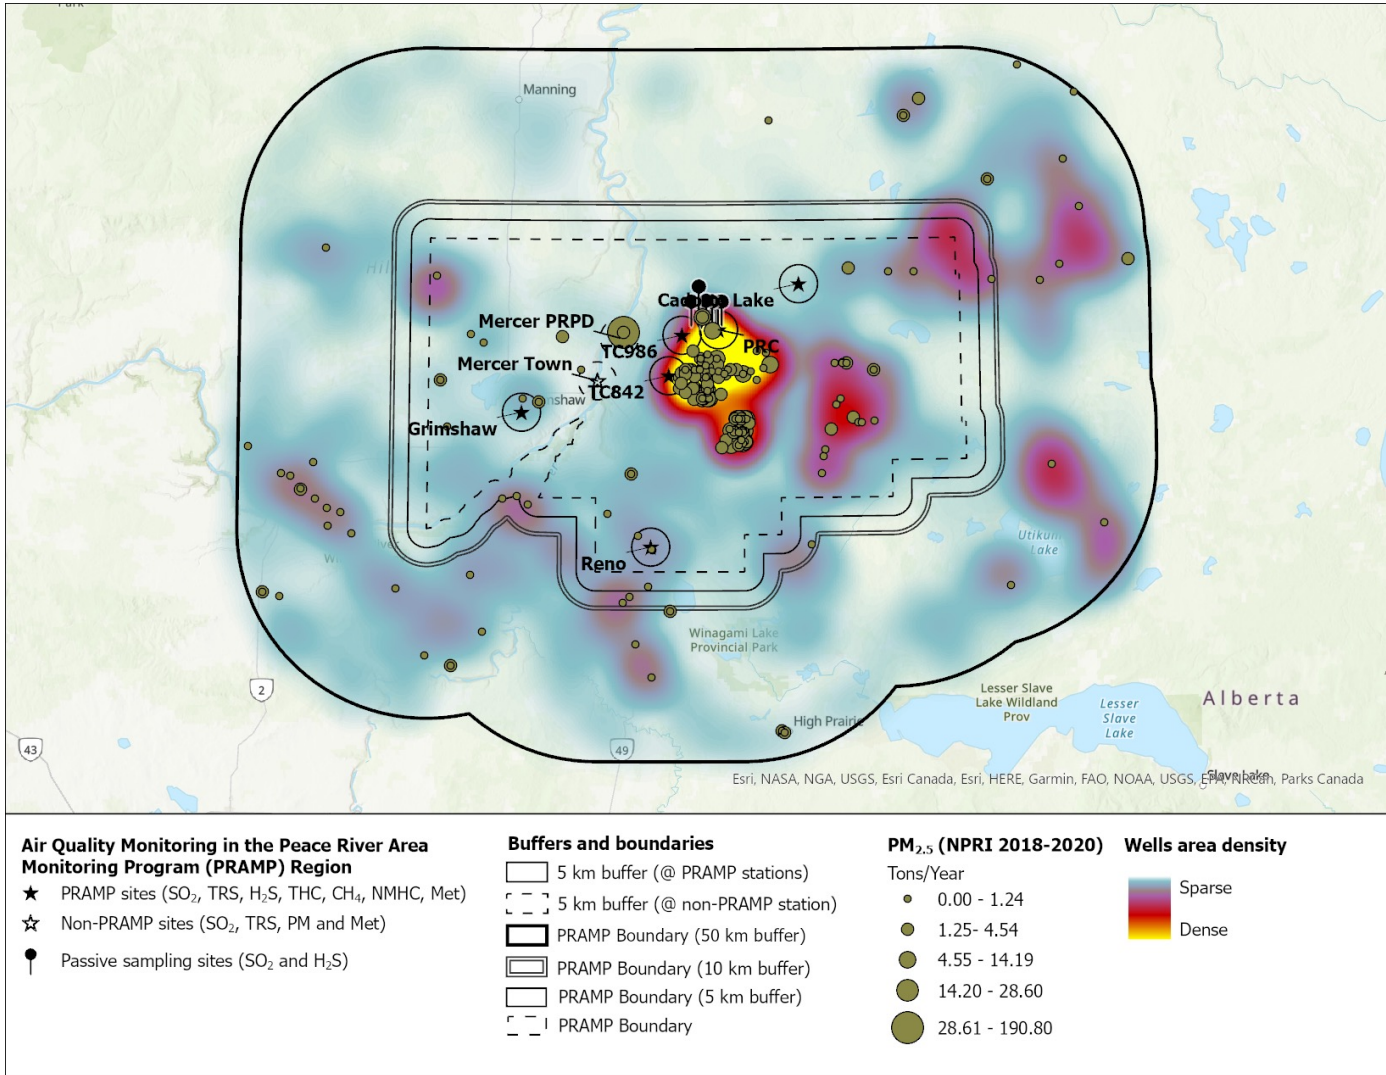 Park
Manning
Hil
Cado Lake
Mercer PRPD
PRC
TC986
Mercer Town
TC842
mshaw
Grimshaw
Reno
Utikum
Lake
Winagami Lake
Provincial Park
2
43
49
High Prairie
Lesser Slave
Lake Wildland
Prov
Lesser
Slave
Lake
Alberta
Slave Lake
Esri, NASA, NGA, USGS, Esri Canada, Esri, HERE, Garmin, FAO, NOAA, USGS, EPA, NRCan, Parks Canada
Air Quality Monitoring in the Peace River Area
Monitoring Program (PRAMP) Region
PRAMP sites (SO₂, TRS, H₂S, THC, CH₄, NMHC, Met)
Non-PRAMP sites (SO₂, TRS, PM and Met)
Passive sampling sites (SO₂ and H₂S)
Buffers and boundaries
5 km buffer (@ PRAMP stations)
5 km buffer (@ non-PRAMP station)
PRAMP Boundary (50 km buffer)
PRAMP Boundary (10 km buffer)
PRAMP Boundary (5 km buffer)
PRAMP Boundary
PM₂.₅ (NPRI 2018-2020)
Tons/Year
0.00 - 1.24
1.25- 4.54
4.55 - 14.19
14.20 - 28.60
28.61 - 190.80
Wells area density
Sparse
Dense